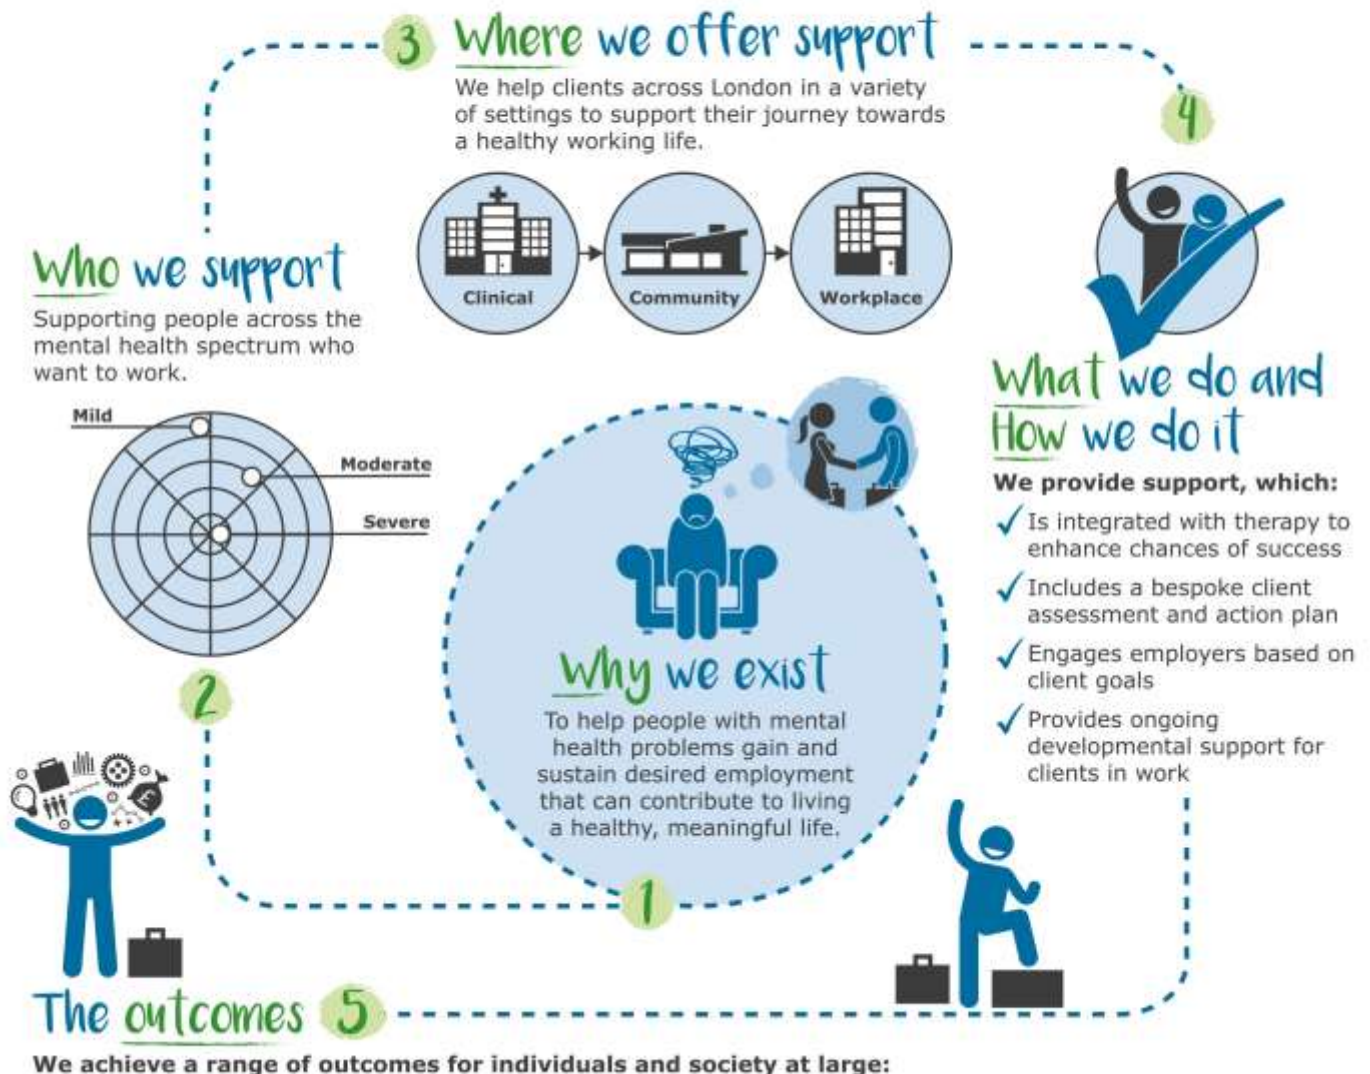 3
Where we offer support
We help clients across London in a variety
of settings to support their journey towards
a healthy working life.
Clinical
Community
Workplace
4
Who we support
Supporting people across the
mental health spectrum who
want to work.
Mild
Moderate
Severe
2
What we do and
How we do it
We provide support, which:
Is integrated with therapy to
enhance chances of success
Includes a bespoke client
assessment and action plan
Engages employers based on
client goals
Provides ongoing
developmental support for
clients in work
Why we exist
To help people with mental
health problems gain and
sustain desired employment
that can contribute to living
a healthy, meaningful life.
1
£
The outcomes 5
We achieve a range of outcomes for individuals and society at large: